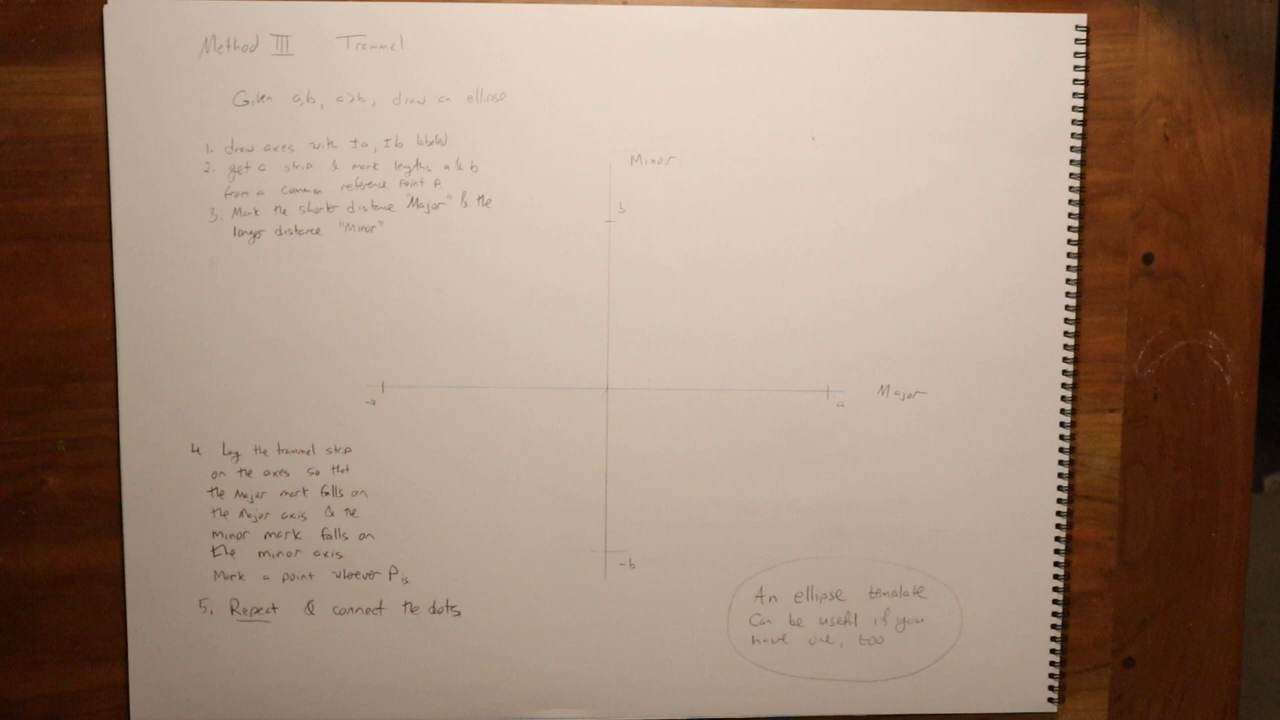 Method III Trammel
Given a,b, a>b, draw an ellipse
1. draw axes with ±a, ±b labeled
2. get a strip & mark lengths a & b
from a common reference point P.
3. Mark the shorter distance "Major" & the
longer distance "Minor"
Minor
b
-a
a
Major
-b
4 Lay the trammel strip
on the axes so that
the Major mark falls on
the Major axis & the
minor mark falls on
the minor axis
Mark a point wherever P is
5. Repeat & connect the dots
An ellipse template
Can be useful if you
have one, too